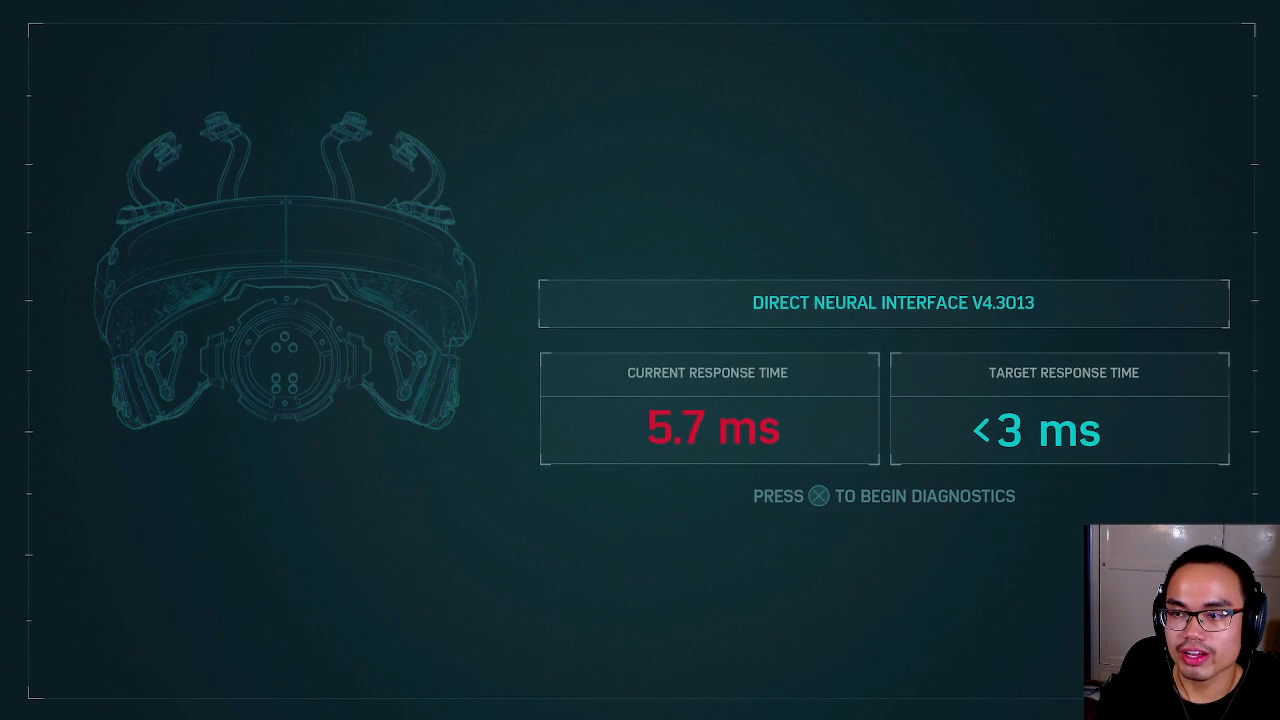 DIRECT NEURAL INTERFACE V4.3013
CURRENT RESPONSE TIME
TARGET RESPONSE TIME
5.7 ms
<3 ms
PRESS ⓧ TO BEGIN DIAGNOSTICS